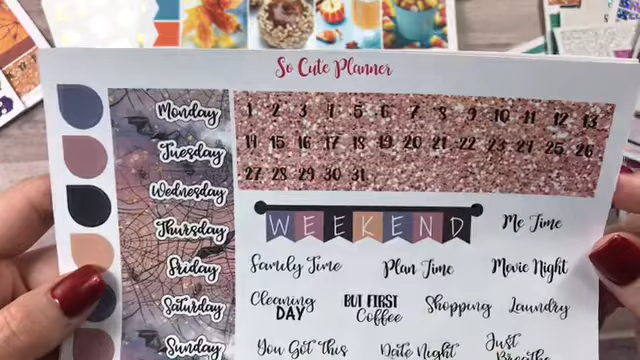 So Cute Planner
Monday
Tuesday
Wednesday
Thursday
Friday
Saturday
Sunday
1 2 3 4 5 6 7 8 9 10 11 12 13
14 15 16 17 18 19 20 21 22 23 24 25 26
27 28 29 30 31
WEEKEND
Me Time
Family Time Plan Time Movie Night
Cleaning DAY BUT FIRST Coffee Shopping Laundry
You Got This Date Night Just Breathe